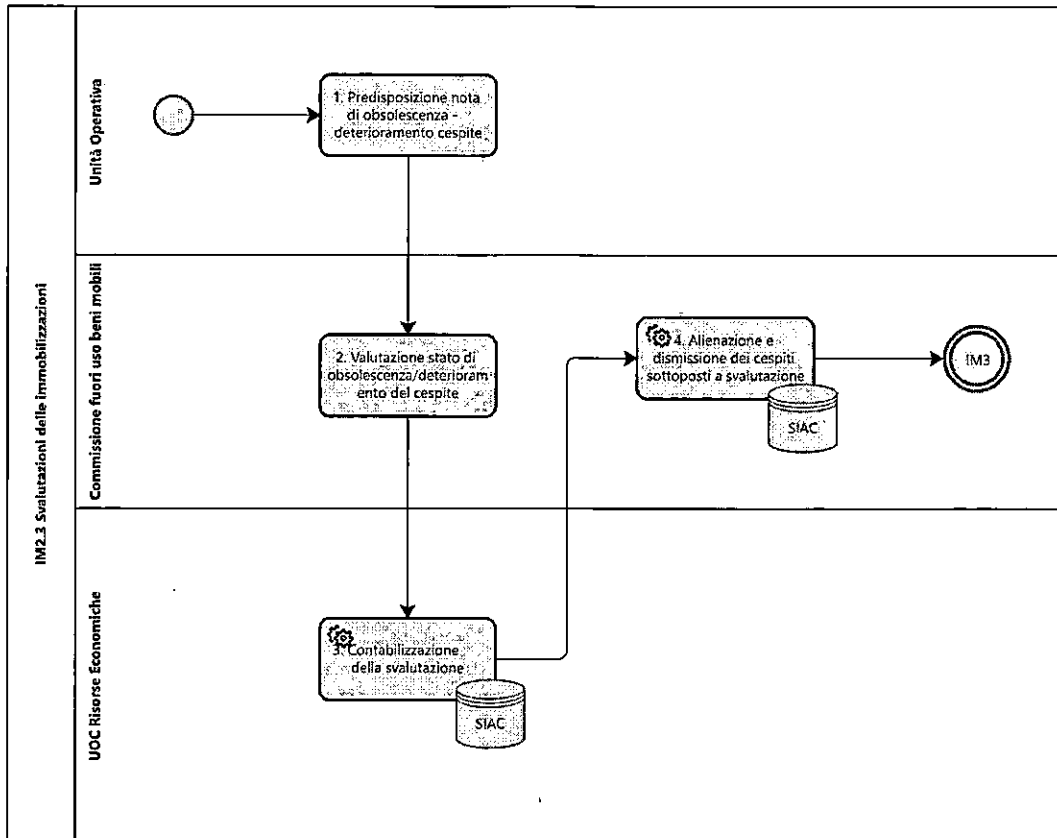 IM2.3 Svalutazioni delle immobilizzazioni
Unità Operativa
1. Predisposizione nota
di obsolescenza -
deterioramento cespite
Commissione fuori uso beni mobili
2. Valutazione stato di
obsolescenza/deterioram
ento del cespite
4. Alienazione e
dismissione dei cespiti
sottoposti a svalutazione
SIAC
IM3
UOC Risorse Economiche
3. Contabilizzazione
della svalutazione
SIAC